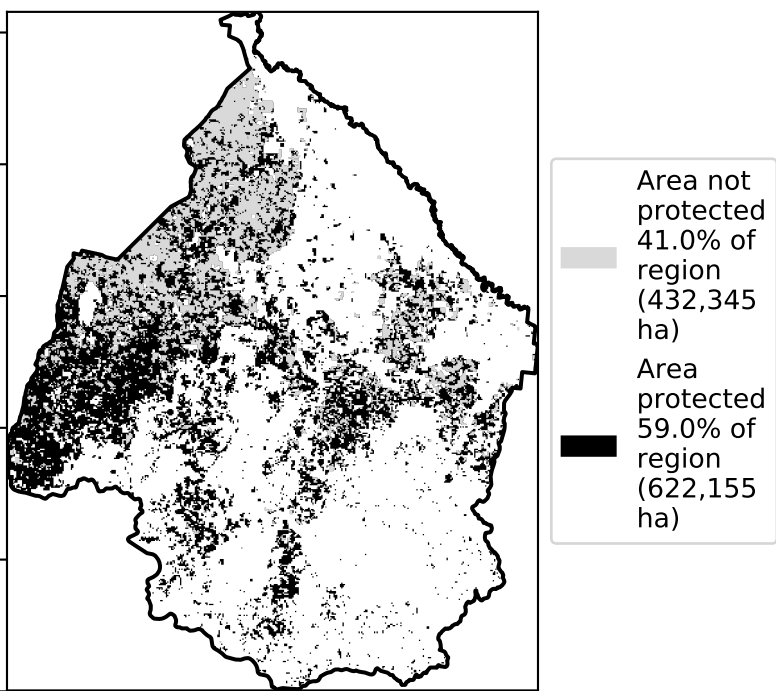 Area not
protected
41.0% of
region
(432,345
ha)
Area
protected
59.0% of
region
(622,155
ha)